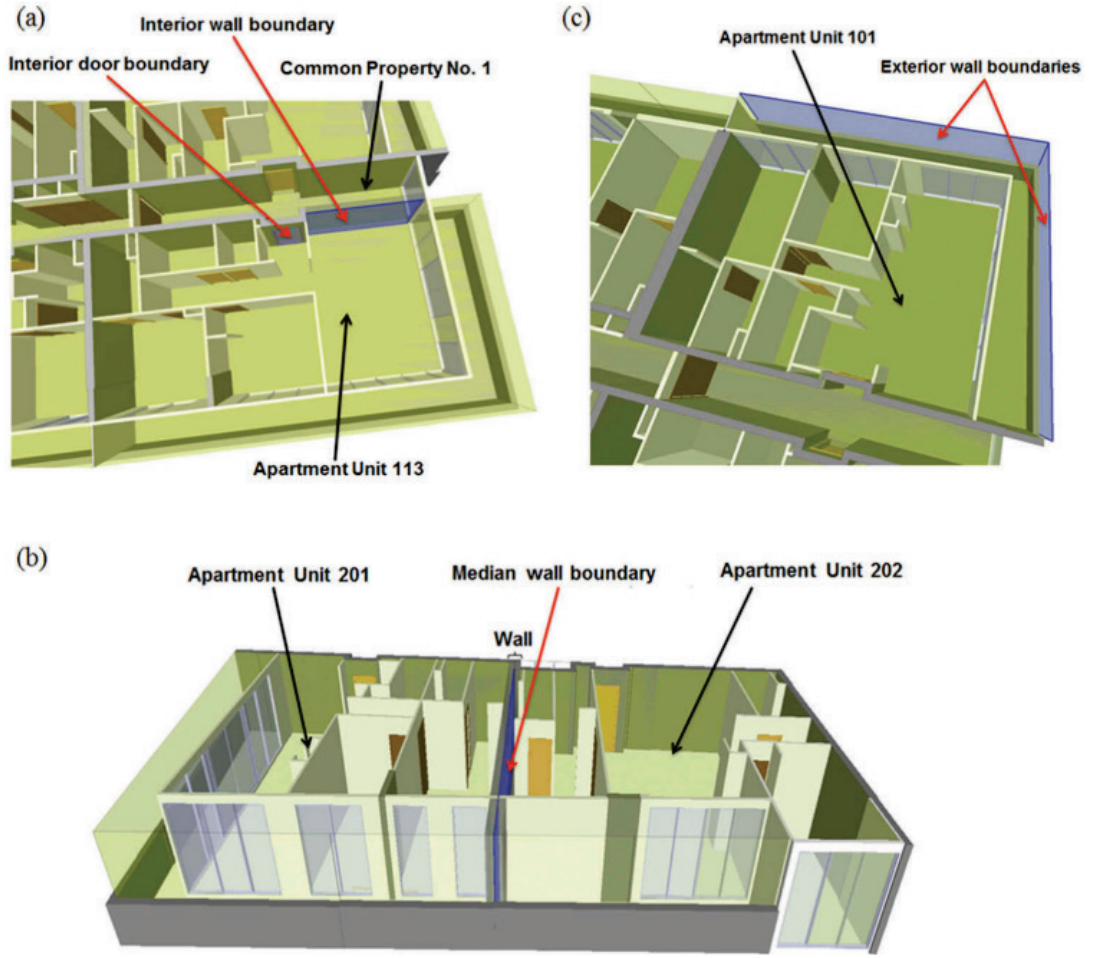 (a)
Interior wall boundary
Interior door boundary
Common Property No. 1
Apartment Unit 113
(c)
Apartment Unit 101
Exterior wall boundaries
(b)
Apartment Unit 201
Median wall boundary
Apartment Unit 202
Wall